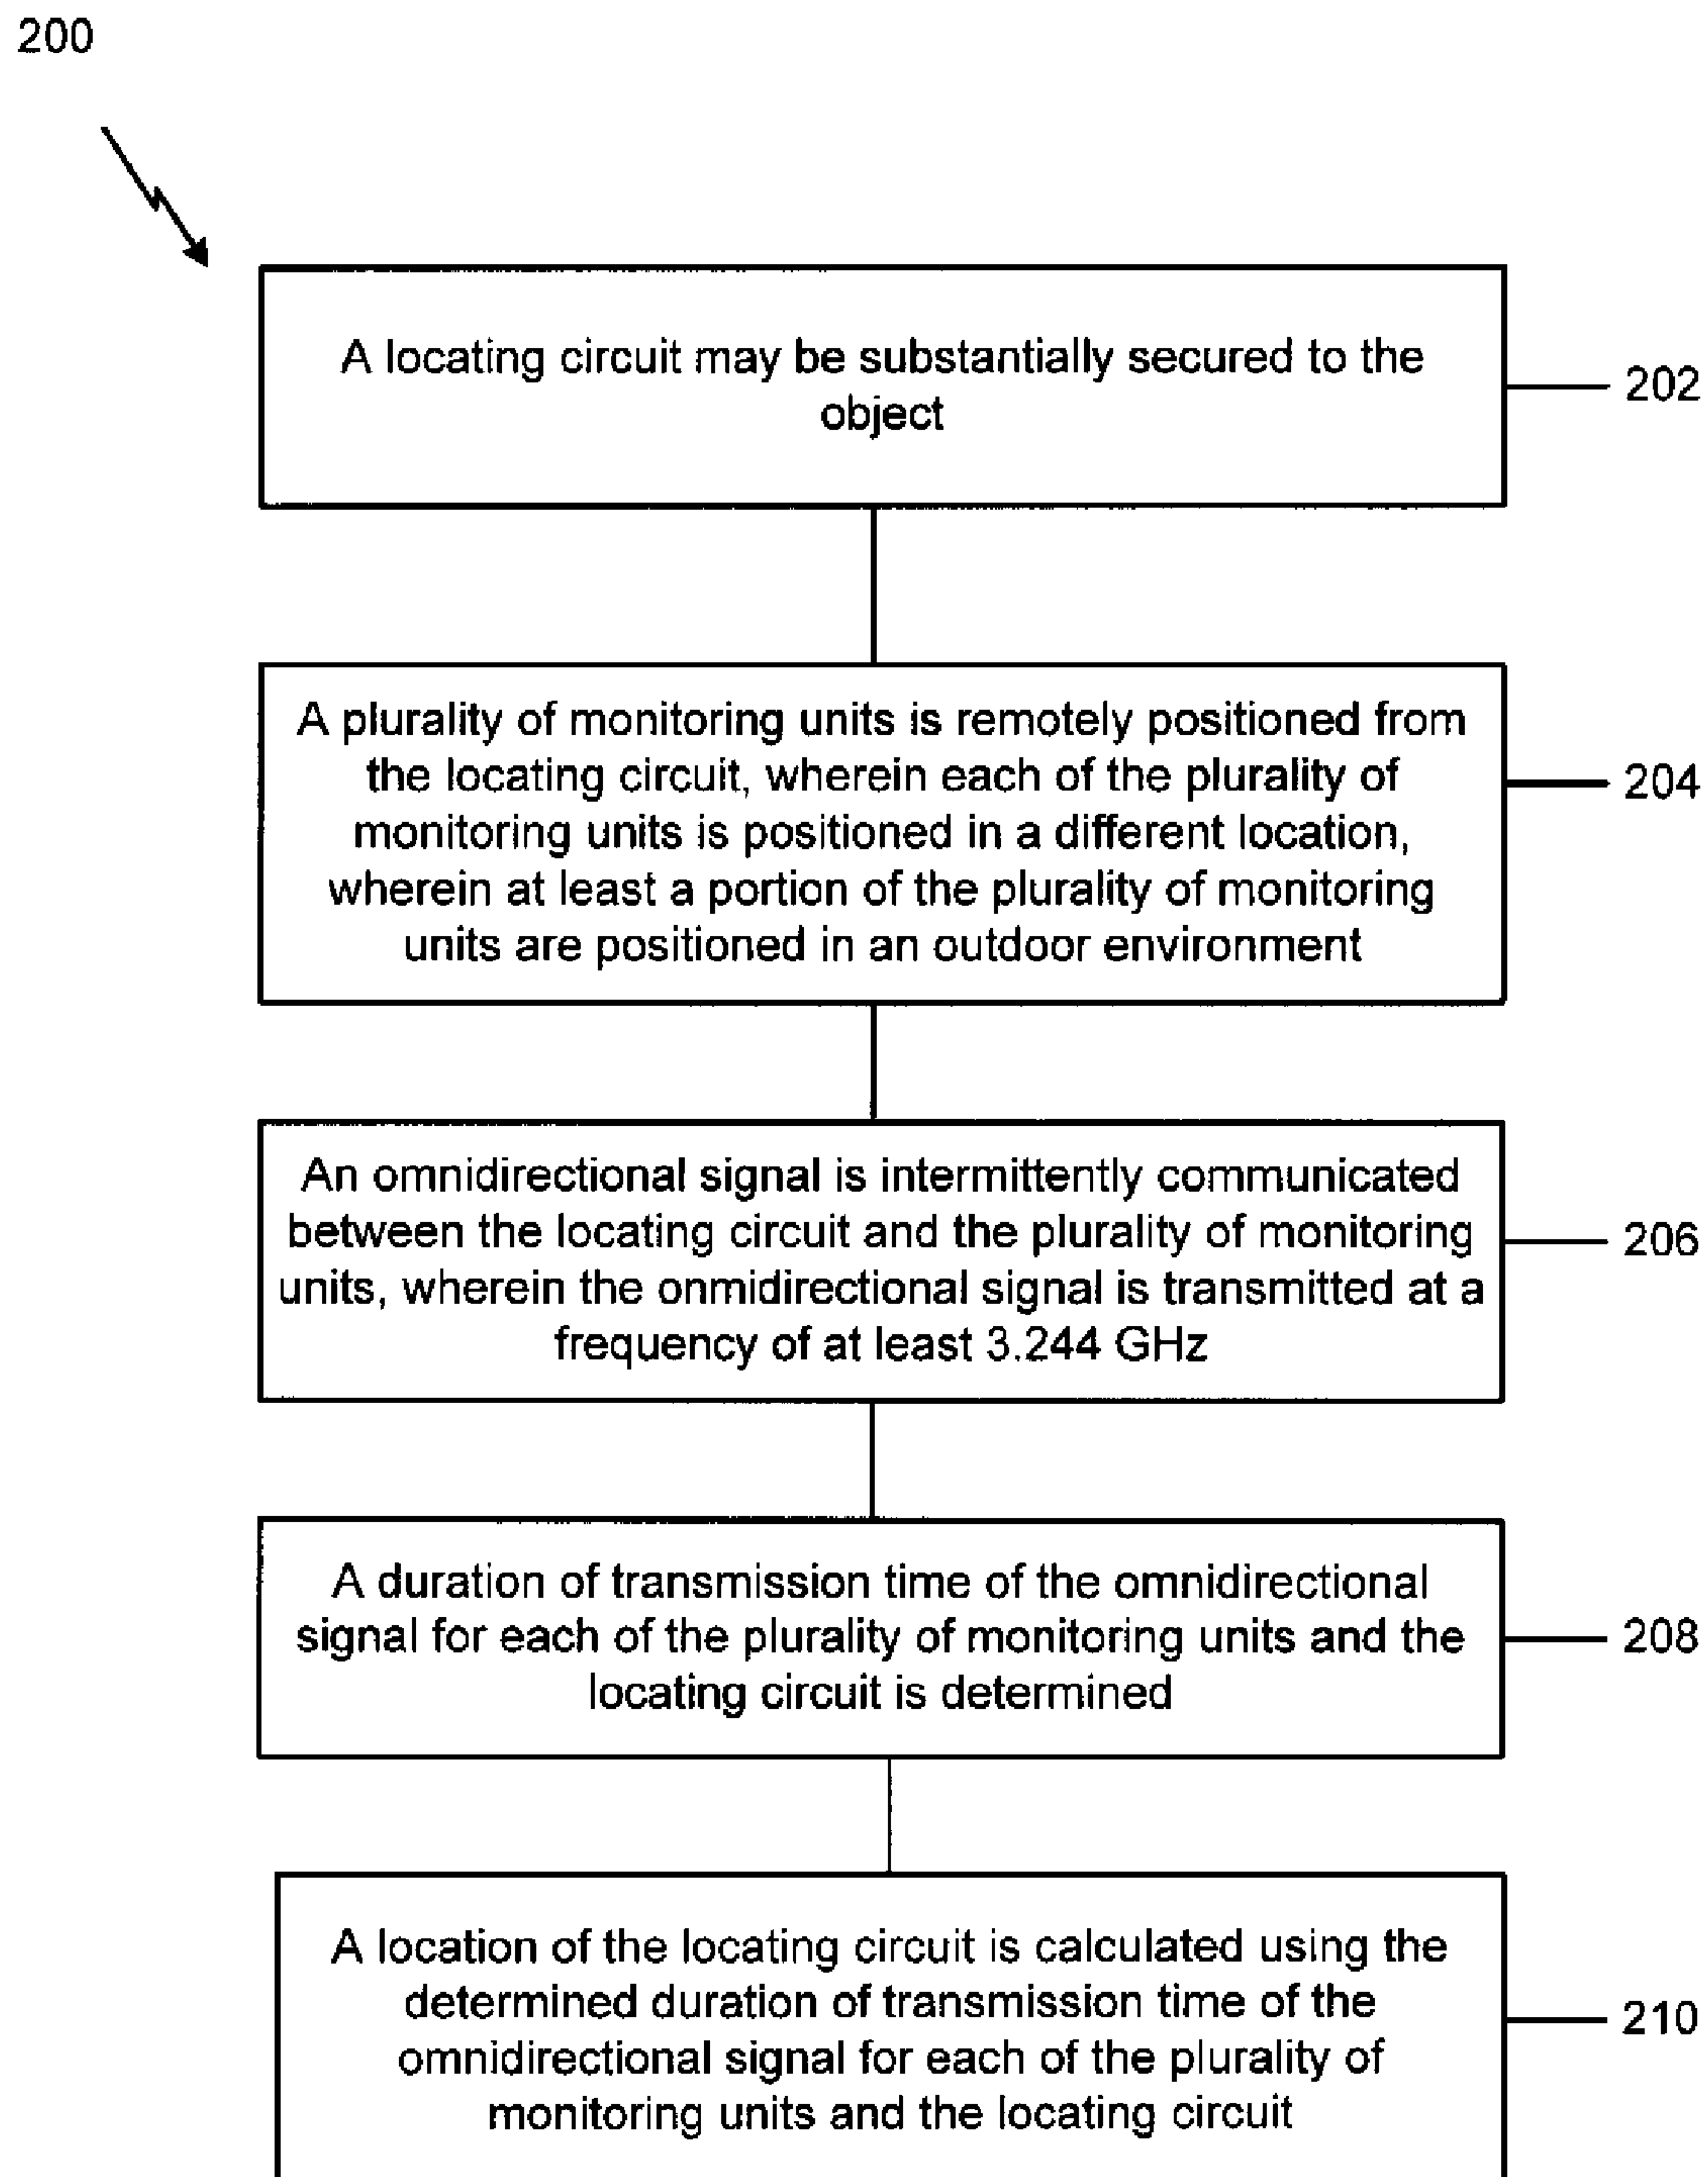 200
A locating circuit may be substantially secured to the
object
202
A plurality of monitoring units is remotely positioned from
the locating circuit, wherein each of the plurality of
monitoring units is positioned in a different location,
wherein at least a portion of the plurality of monitoring
units are positioned in an outdoor environment
204
An omnidirectional signal is intermittently communicated
between the locating circuit and the plurality of monitoring
units, wherein the onmidirectional signal is transmitted at a
frequency of at least 3.244 GHz
206
A duration of transmission time of the omnidirectional
signal for each of the plurality of monitoring units and the
locating circuit is determined
208
A location of the locating circuit is calculated using the
determined duration of transmission time of the
omnidirectional signal for each of the plurality of
monitoring units and the locating circuit
210